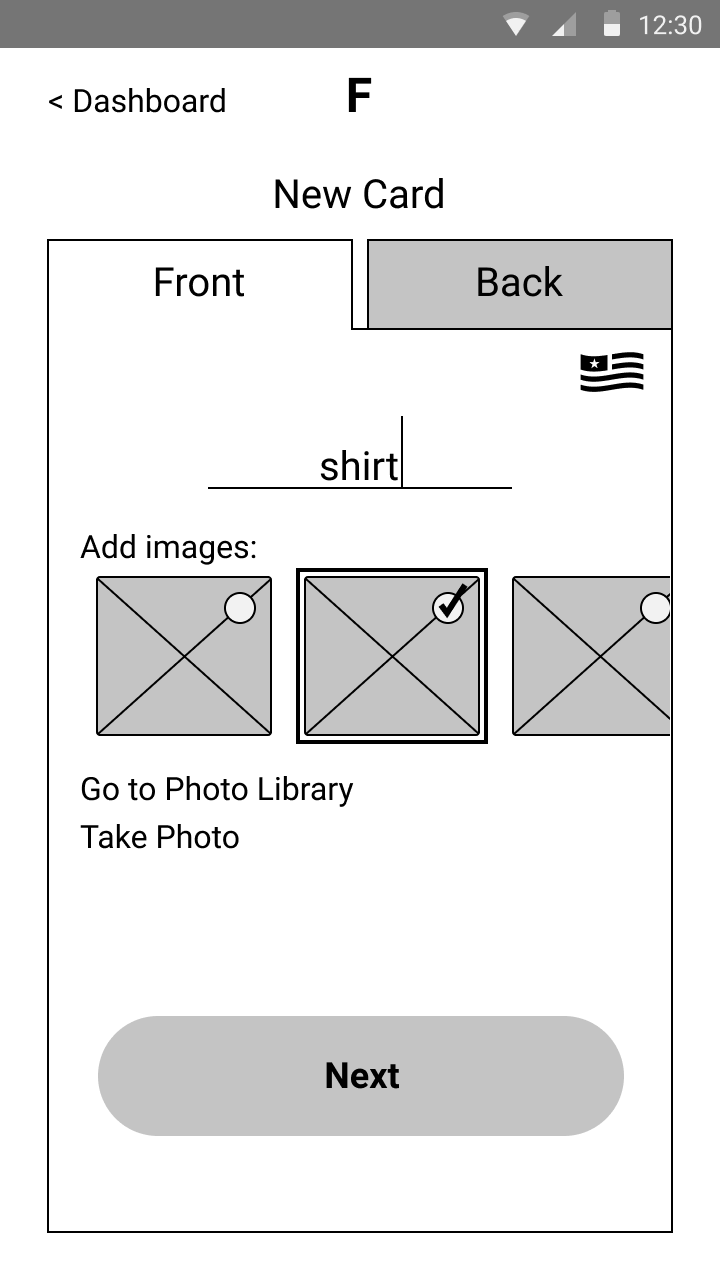 12:30
< Dashboard
F
New Card
Front
Back
shirt
Add images:
Go to Photo Library
Take Photo
Next